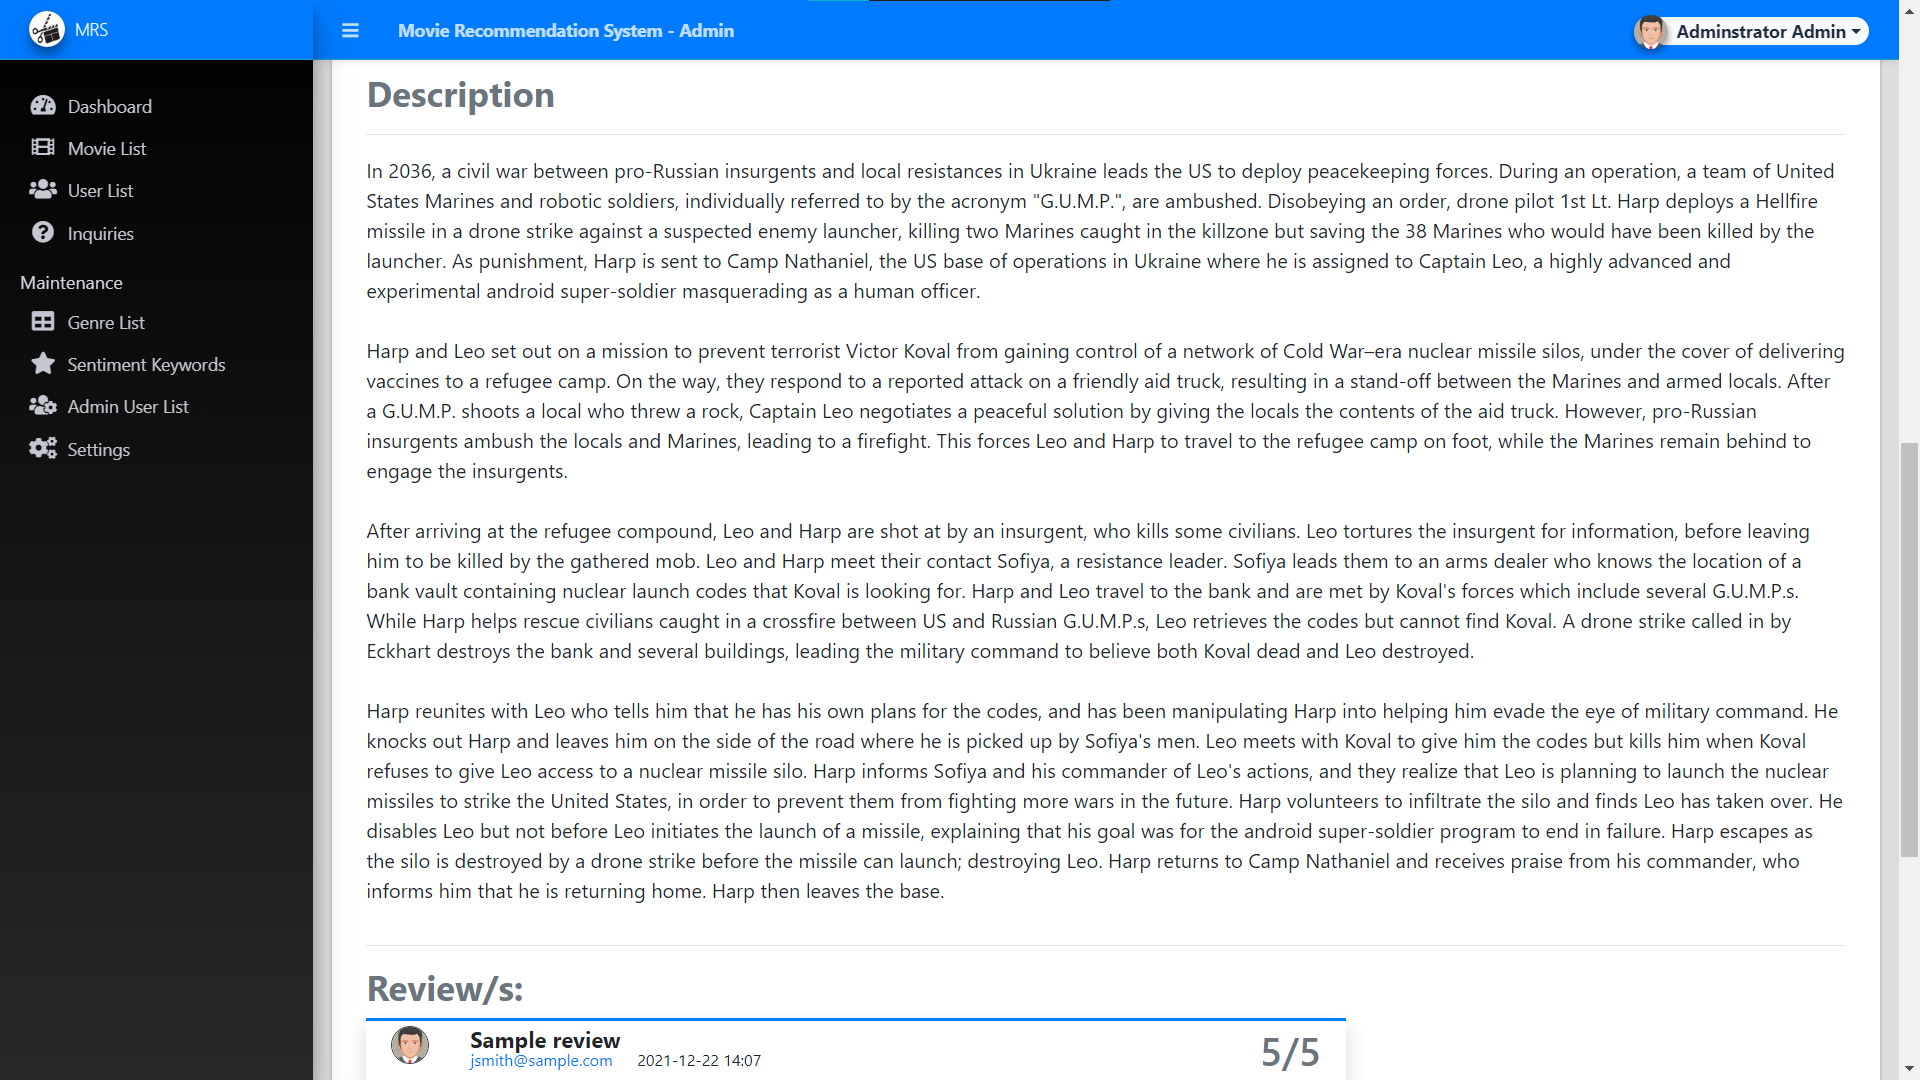 MRS
Movie Recommendation System - Admin
Adminstrator Admin
Dashboard
Movie List
User List
Inquiries
Maintenance
Genre List
Sentiment Keywords
Admin User List
Settings
Description
In 2036, a civil war between pro-Russian insurgents and local resistances in Ukraine leads the US to deploy peacekeeping forces. During an operation, a team of United
States Marines and robotic soldiers, individually referred to by the acronym "G.U.M.P.", are ambushed. Disobeying an order, drone pilot 1st Lt. Harp deploys a Hellfire
missile in a drone strike against a suspected enemy launcher, killing two Marines caught in the killzone but saving the 38 Marines who would have been killed by the
launcher. As punishment, Harp is sent to Camp Nathaniel, the US base of operations in Ukraine where he is assigned to Captain Leo, a highly advanced and
experimental android super-soldier masquerading as a human officer.
Harp and Leo set out on a mission to prevent terrorist Victor Koval from gaining control of a network of Cold War–era nuclear missile silos, under the cover of delivering
vaccines to a refugee camp. On the way, they respond to a reported attack on a friendly aid truck, resulting in a stand-off between the Marines and armed locals. After
a G.U.M.P. shoots a local who threw a rock, Captain Leo negotiates a peaceful solution by giving the locals the contents of the aid truck. However, pro-Russian
insurgents ambush the locals and Marines, leading to a firefight. This forces Leo and Harp to travel to the refugee camp on foot, while the Marines remain behind to
engage the insurgents.
After arriving at the refugee compound, Leo and Harp are shot at by an insurgent, who kills some civilians. Leo tortures the insurgent for information, before leaving
him to be killed by the gathered mob. Leo and Harp meet their contact Sofiya, a resistance leader. Sofiya leads them to an arms dealer who knows the location of a
bank vault containing nuclear launch codes that Koval is looking for. Harp and Leo travel to the bank and are met by Koval's forces which include several G.U.M.P.s.
While Harp helps rescue civilians caught in a crossfire between US and Russian G.U.M.P.s, Leo retrieves the codes but cannot find Koval. A drone strike called in by
Eckhart destroys the bank and several buildings, leading the military command to believe both Koval dead and Leo destroyed.
Harp reunites with Leo who tells him that he has his own plans for the codes, and has been manipulating Harp into helping him evade the eye of military command. He
knocks out Harp and leaves him on the side of the road where he is picked up by Sofiya's men. Leo meets with Koval to give him the codes but kills him when Koval
refuses to give Leo access to a nuclear missile silo. Harp informs Sofiya and his commander of Leo's actions, and they realize that Leo is planning to launch the nuclear
missiles to strike the United States, in order to prevent them from fighting more wars in the future. Harp volunteers to infiltrate the silo and finds Leo has taken over. He
disables Leo but not before Leo initiates the launch of a missile, explaining that his goal was for the android super-soldier program to end in failure. Harp escapes as
the silo is destroyed by a drone strike before the missile can launch; destroying Leo. Harp returns to Camp Nathaniel and receives praise from his commander, who
informs him that he is returning home. Harp then leaves the base.
Review/s:
Sample review
5/5
jsmith@sample.com 2021-12-22 14:07